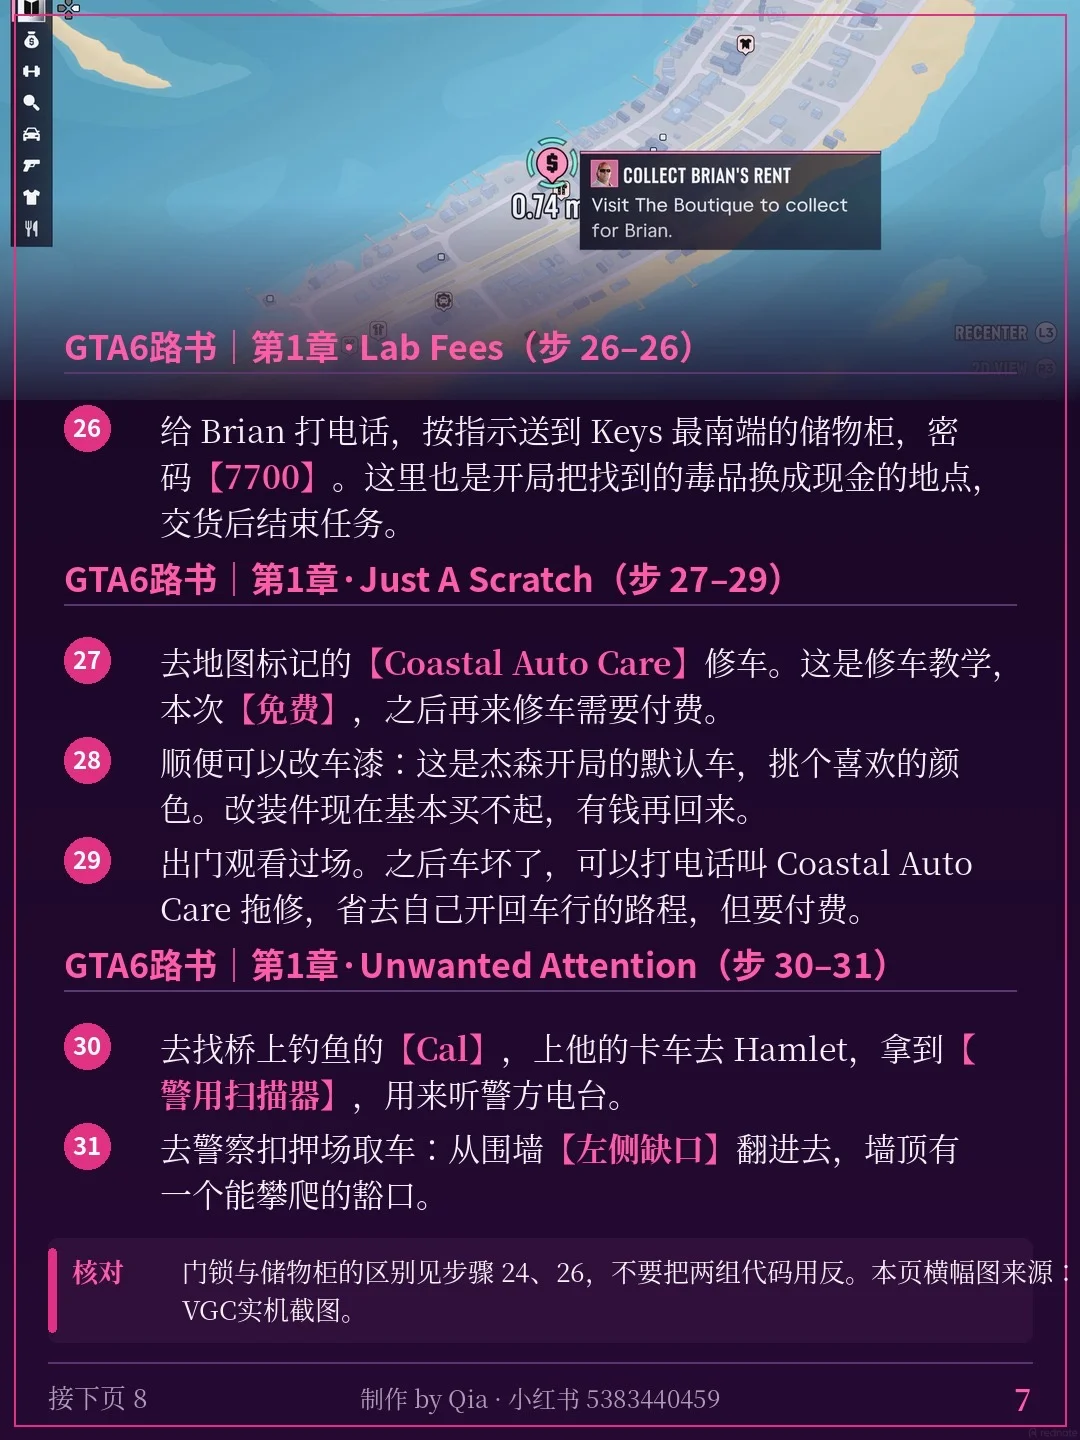 COLLECT BRIAN'S RENT
0.74 m
Visit The Boutique to collect
for Brian.
RECENTER L3
2D VIEW R3
GTA6路书｜第1章·Lab Fees（步 26–26）
26 给 Brian 打电话，按指示送到 Keys 最南端的储物柜，密
码【7700】。这里也是开局把找到的毒品换成现金的地点，
交货后结束任务。
GTA6路书｜第1章·Just A Scratch（步 27–29）
27 去地图标记的【Coastal Auto Care】修车。这是修车教学，
本次【免费】，之后再来修车需要付费。
28 顺便可以改车漆：这是杰森开局的默认车，挑个喜欢的颜
色。改装件现在基本买不起，有钱再回来。
29 出门观看过场。之后车坏了，可以打电话叫 Coastal Auto
Care 拖修，省去自己开回车行的路程，但要付费。
GTA6路书｜第1章·Unwanted Attention（步 30–31）
30 去找桥上钓鱼的【Cal】，上他的卡车去 Hamlet，拿到【
警用扫描器】，用来听警方电台。
31 去警察扣押场取车：从围墙【左侧缺口】翻进去，墙顶有
一个能攀爬的豁口。
核对 门锁与储物柜的区别见步骤 24、26，不要把两组代码用反。本页横幅图来源：
VGC实机截图。
接下页 8
制作 by Qia · 小红书 5383440459
7
rednote